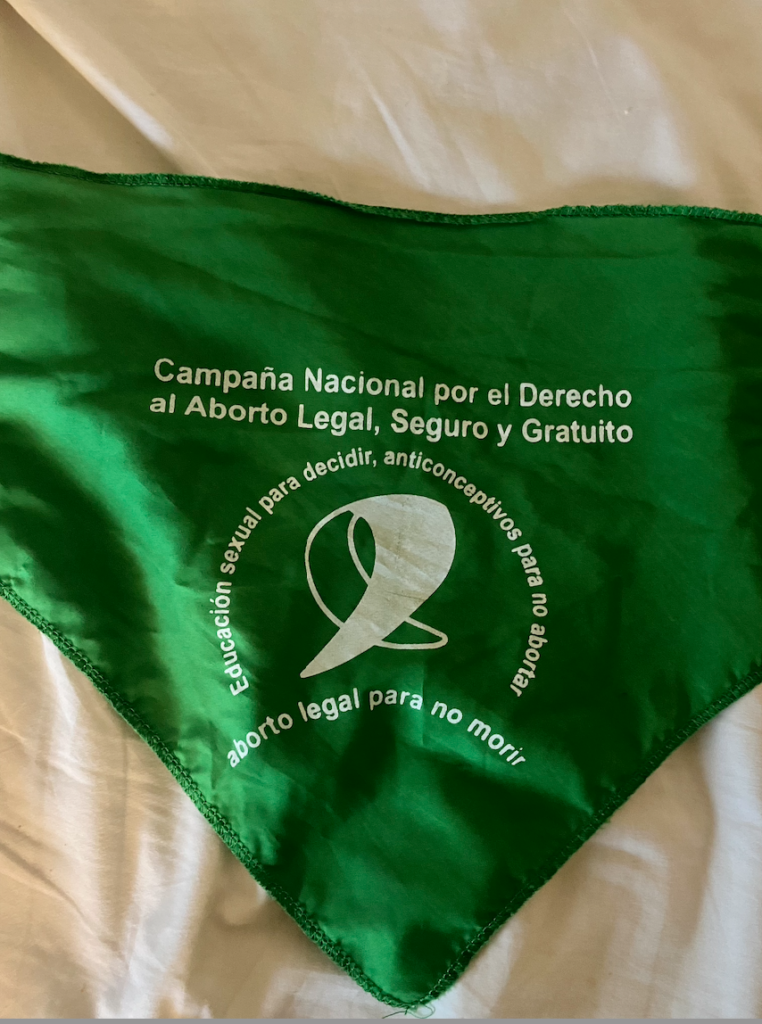 Campaña Nacional por el Derecho
al Aborto Legal, Seguro y Gratuito
Educación sexual para decidir, anticonceptivos para no abortar
aborto legal para no morir